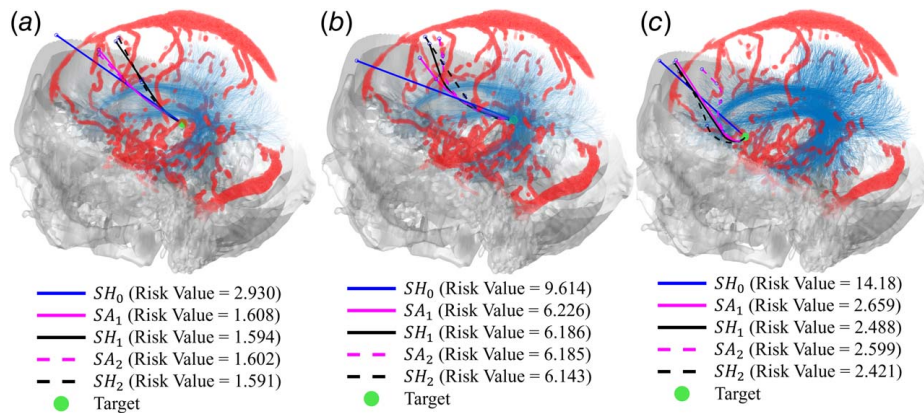 (a)
SH₀ (Risk Value = 2.930)
SA₁ (Risk Value = 1.608)
SH₁ (Risk Value = 1.594)
SA₂ (Risk Value = 1.602)
SH₂ (Risk Value = 1.591)
Target
(b)
SH₀ (Risk Value = 9.614)
SA₁ (Risk Value = 6.226)
SH₁ (Risk Value = 6.186)
SA₂ (Risk Value = 6.185)
SH₂ (Risk Value = 6.143)
Target
(c)
SH₀ (Risk Value = 14.18)
SA₁ (Risk Value = 2.659)
SH₁ (Risk Value = 2.488)
SA₂ (Risk Value = 2.599)
SH₂ (Risk Value = 2.421)
Target